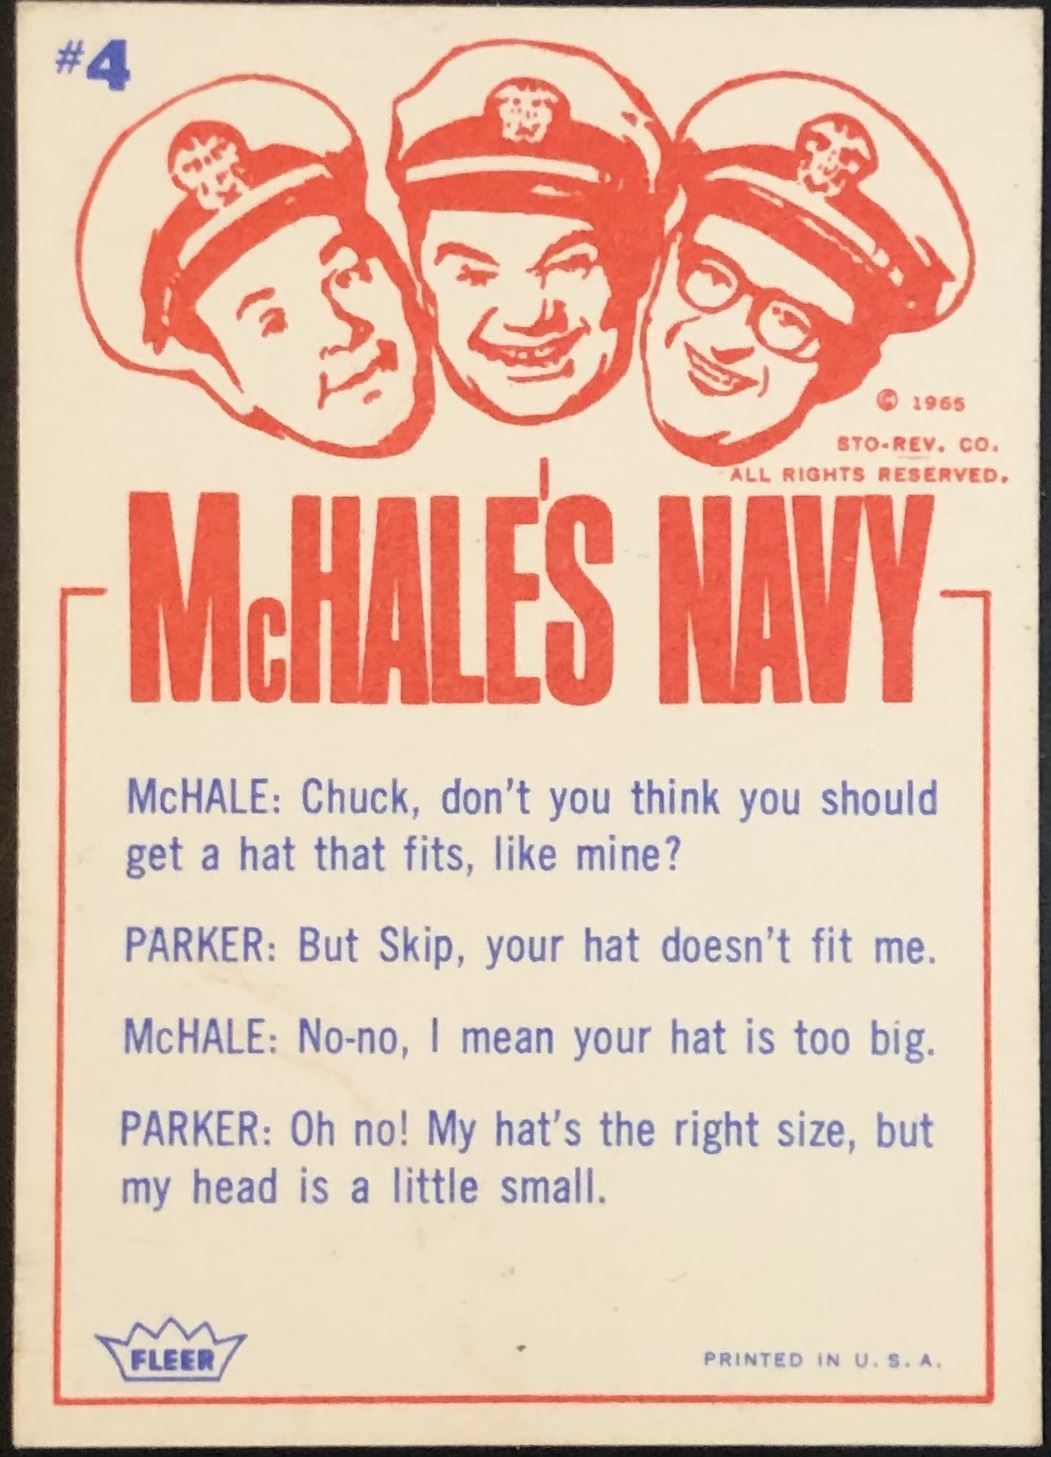 #4
© 1965
STO-REV. CO.
ALL RIGHTS RESERVED.
McHALE'S NAVY
McHALE: Chuck, don't you think you should
get a hat that fits, like mine?
PARKER: But Skip, your hat doesn't fit me.
McHALE: No-no, I mean your hat is too big.
PARKER: Oh no! My hat's the right size, but
my head is a little small.
FLEER
PRINTED IN U. S. A.